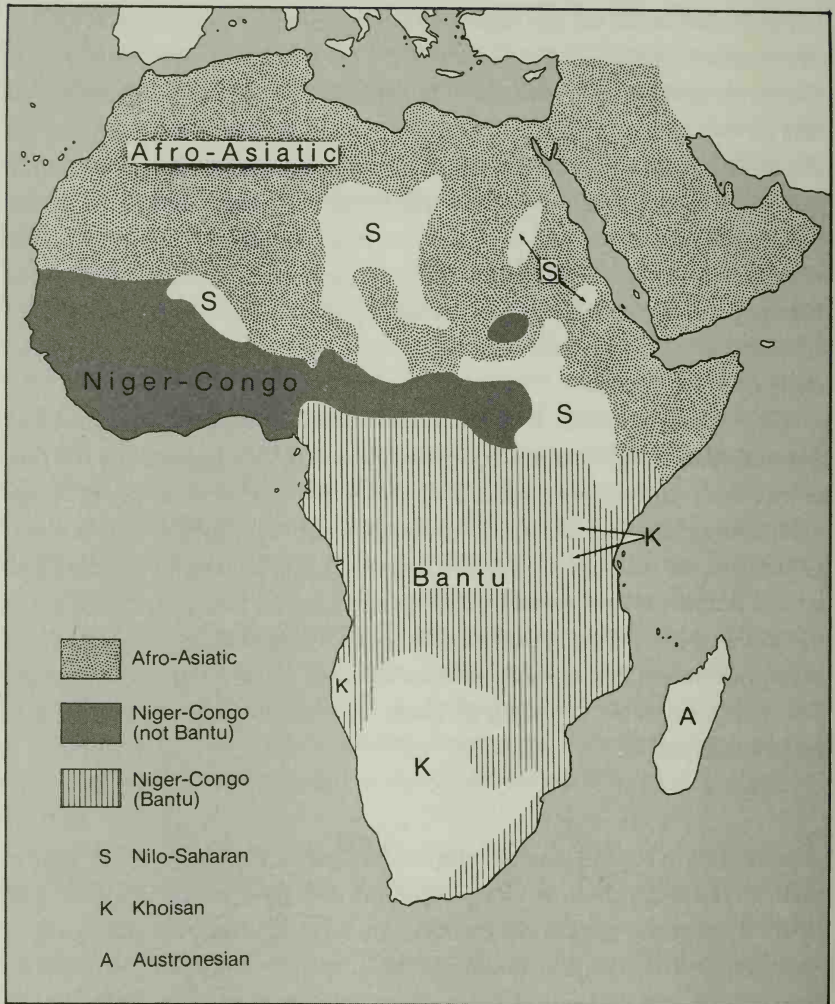 Afro-Asiatic
S
S
S
Niger-Congo
S
K
Bantu
K
A
K
Afro-Asiatic
Niger-Congo
(not Bantu)
Niger-Congo
(Bantu)
S Nilo-Saharan
K Khoisan
A Austronesian